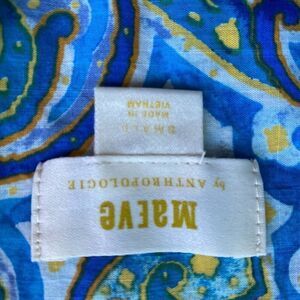 Maeve
by ANTHROPOLOGIE
SMALL
MADE IN
VIETNAM